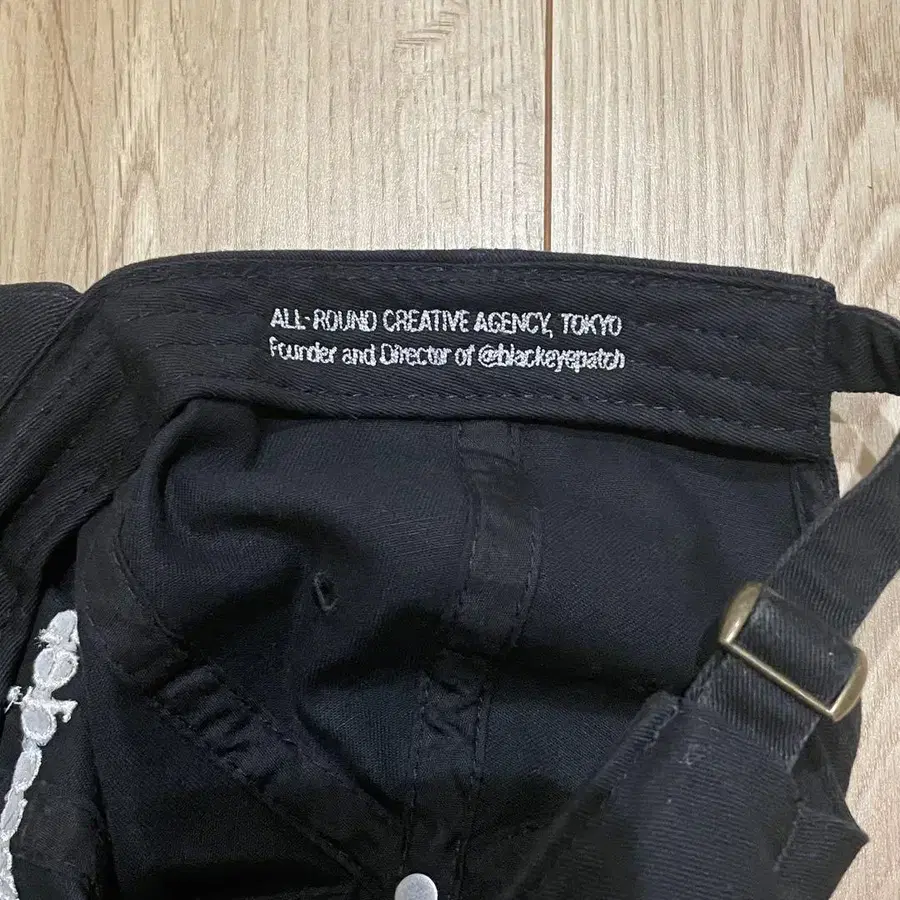 ALL-ROUND CREATIVE AGENCY, TOKYO
Founder and Director of @blackeyepatch